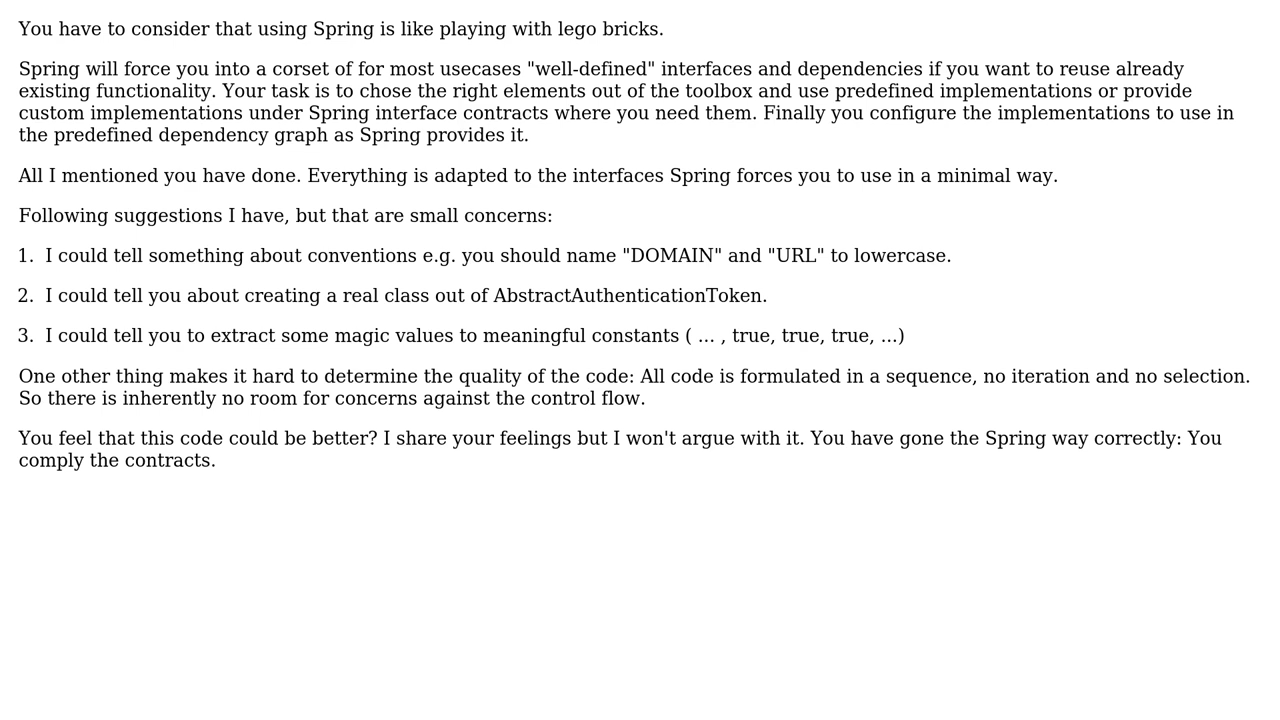 You have to consider that using Spring is like playing with lego bricks.
Spring will force you into a corset of for most usecases "well-defined" interfaces and dependencies if you want to reuse already
existing functionality. Your task is to chose the right elements out of the toolbox and use predefined implementations or provide
custom implementations under Spring interface contracts where you need them. Finally you configure the implementations to use in
the predefined dependency graph as Spring provides it.
All I mentioned you have done. Everything is adapted to the interfaces Spring forces you to use in a minimal way.
Following suggestions I have, but that are small concerns:
1. I could tell something about conventions e.g. you should name "DOMAIN" and "URL" to lowercase.
2. I could tell you about creating a real class out of AbstractAuthenticationToken.
3. I could tell you to extract some magic values to meaningful constants ( ... , true, true, true, ...)
One other thing makes it hard to determine the quality of the code: All code is formulated in a sequence, no iteration and no selection.
So there is inherently no room for concerns against the control flow.
You feel that this code could be better? I share your feelings but I won't argue with it. You have gone the Spring way correctly: You
comply the contracts.